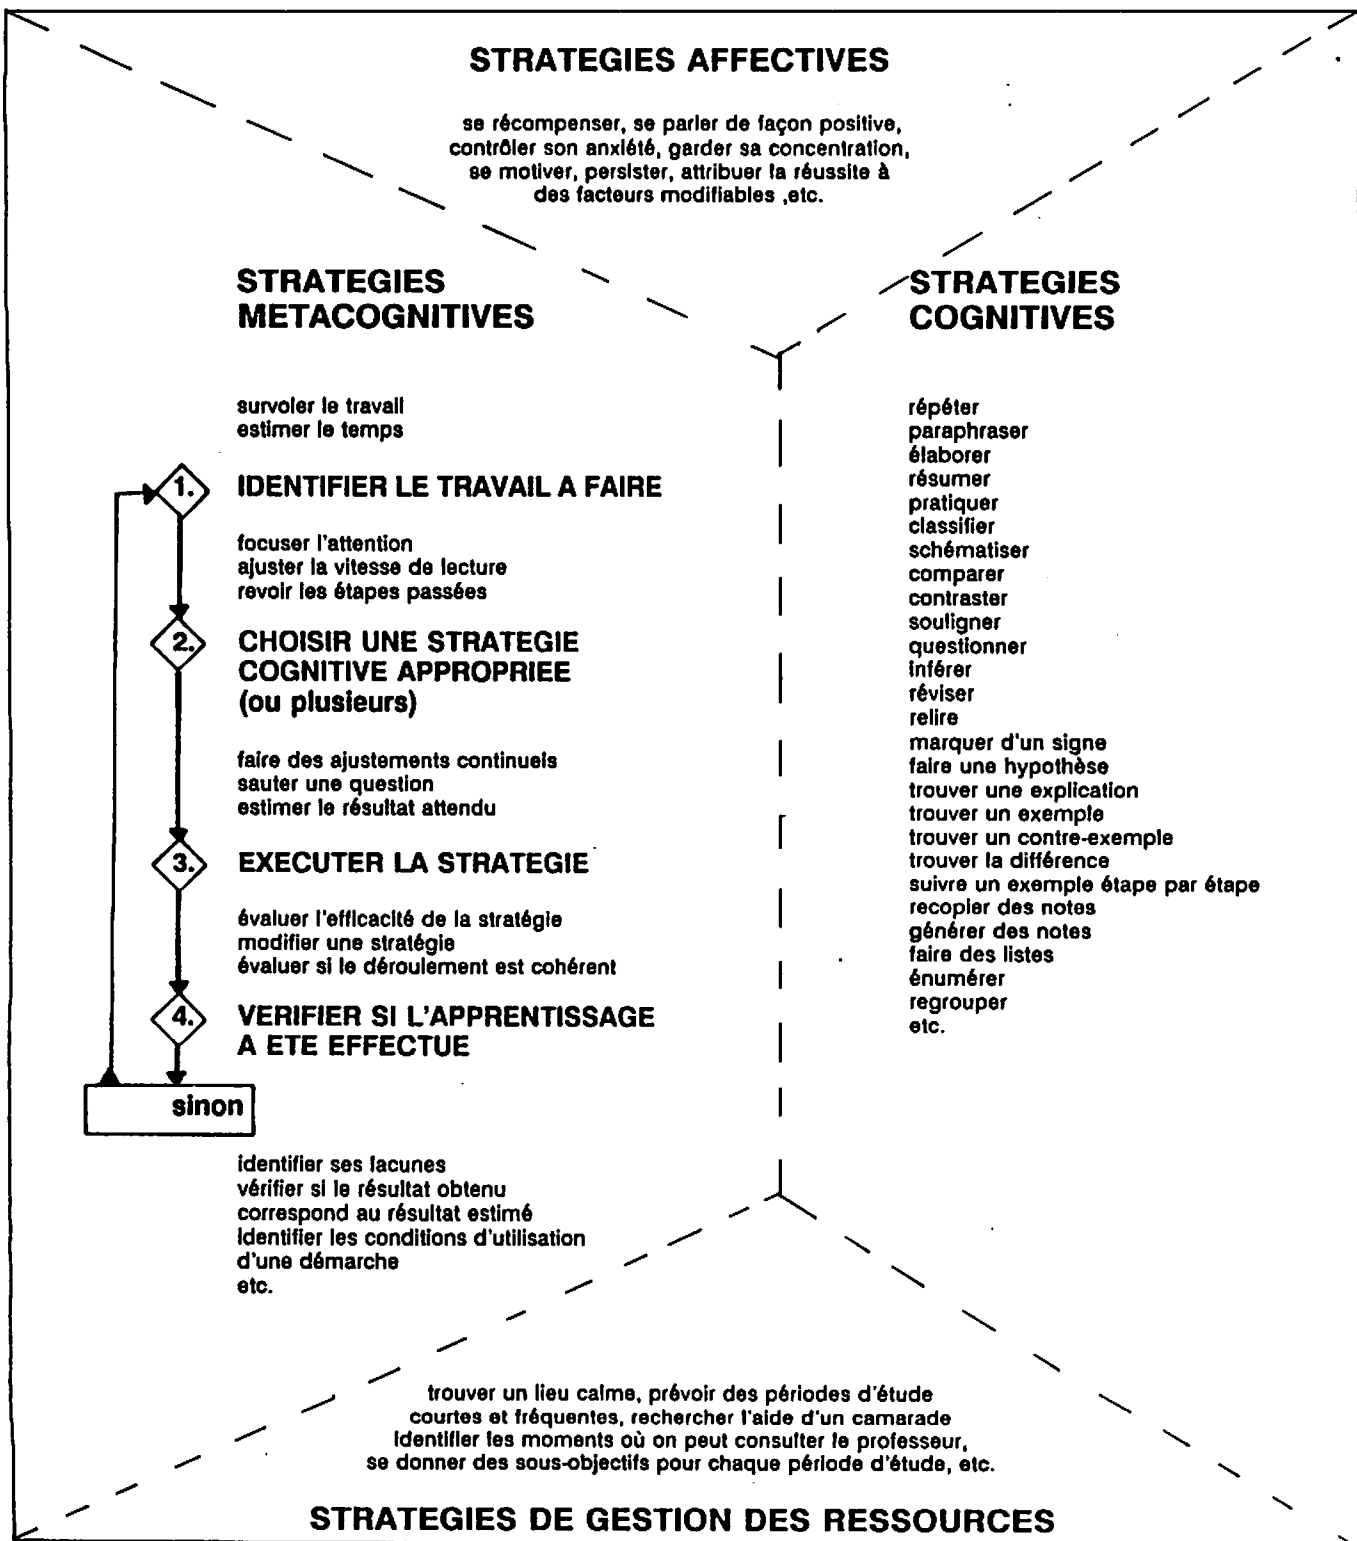 STRATEGIES AFFECTIVES
se récompenser, se parler de façon positive,
contrôler son anxiété, garder sa concentration,
se motiver, persister, attribuer la réussite à
des facteurs modifiables ,etc.
STRATEGIES
METACOGNITIVES
survoler le travail
estimer le temps
1. IDENTIFIER LE TRAVAIL A FAIRE
focuser l'attention
ajuster la vitesse de lecture
revoir les étapes passées
2. CHOISIR UNE STRATEGIE
COGNITIVE APPROPRIEE
(ou plusieurs)
faire des ajustements continuels
sauter une question
estimer le résultat attendu
3. EXECUTER LA STRATEGIE
évaluer l'efficacité de la stratégie
modifier une stratégie
évaluer si le déroulement est cohérent
4. VERIFIER SI L'APPRENTISSAGE
A ETE EFFECTUE
sinon
identifier ses lacunes
vérifier si le résultat obtenu
correspond au résultat estimé
identifier les conditions d'utilisation
d'une démarche
etc.
STRATEGIES
COGNITIVES
répéter
paraphraser
élaborer
résumer
pratiquer
classifier
schématiser
comparer
contraster
souligner
questionner
inférer
réviser
relire
marquer d'un signe
faire une hypothèse
trouver une explication
trouver un exemple
trouver un contre-exemple
trouver la différence
suivre un exemple étape par étape
recopier des notes
générer des notes
faire des listes
énumérer
regrouper
etc.
trouver un lieu calme, prévoir des périodes d'étude
courtes et fréquentes, rechercher l'aide d'un camarade
identifier les moments où on peut consulter le professeur,
se donner des sous-objectifs pour chaque période d'étude, etc.
STRATEGIES DE GESTION DES RESSOURCES